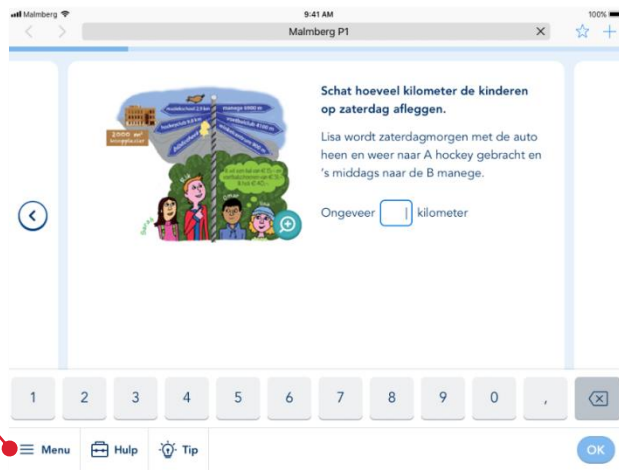 Malmberg
9:41 AM
100%
Malmberg P1
Schat hoeveel kilometer de kinderen
op zaterdag afleggen.
Lisa wordt zaterdagmorgen met de auto
heen en weer naar A hockey gebracht en
's middags naar de B manege.
Ongeveer kilometer
manege 6900 m
2000 m²
1 2 3 4 5 6 7 8 9 0 ,
Menu Hulp Tip
OK